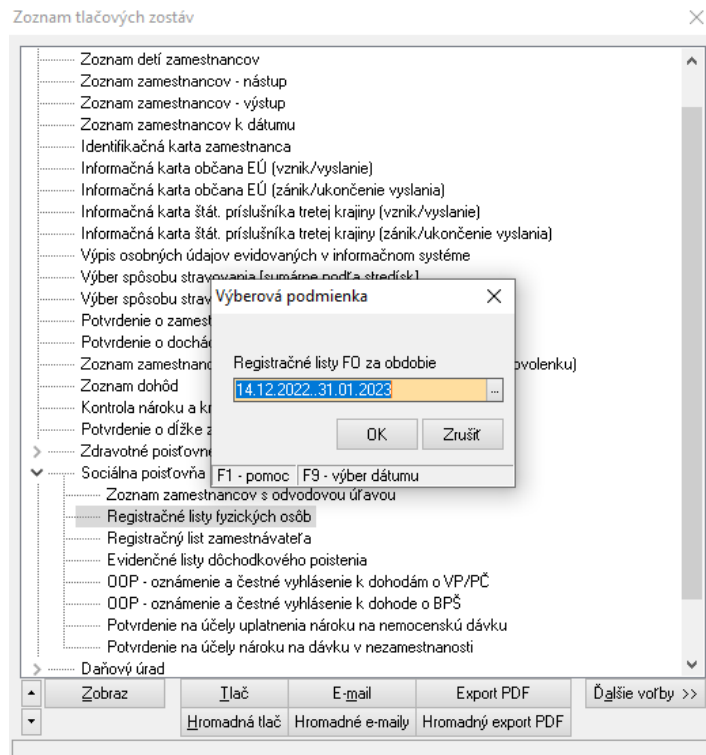 Zoznam tlačových zostáv
Zoznam detí zamestnancov
Zoznam zamestnancov - nástup
Zoznam zamestnancov - výstup
Zoznam zamestnancov k dátumu
Identifikačná karta zamestnanca
Informačná karta občana EÚ (vznik/vyslanie)
Informačná karta občana EÚ (zánik/ukončenie vyslania)
Informačná karta štát. príslušníka tretej krajiny (vznik/vyslanie)
Informačná karta štát. príslušníka tretej krajiny (zánik/ukončenie vyslania)
Výpis osobných údajov evidovaných v informačnom systéme
Výber spôsobu stravovania (sumárne podľa stredísk)
Výber spôsobu strav
Výberová podmienka
Potvrdenie o zamest
Potvrdenie o dochá
Zoznam zamestnanc
ovolenku)
Registračné listy FO za obdobie
Zoznam dohôd
14.12.2022..31.01.2023 ...
Kontrola nároku a kr
Potvrdenie o dĺžke z
OK Zrušiť
Zdravotné poisťovne
Sociálna poisťovňa
F1 - pomoc F9 - výber dátumu
Zoznam zamestnancov s odvodovou úľavou
Registračné listy fyzických osôb
Registračný list zamestnávateľa
Evidenčné listy dôchodkového poistenia
OOP - oznámenie a čestné vyhlásenie k dohodám o VP/PČ
OOP - oznámenie a čestné vyhlásenie k dohode o BPŠ
Potvrdenie na účely uplatnenia nároku na nemocenskú dávku
Potvrdenie na účely nároku na dávku v nezamestnanosti
Daňový úrad
Zobraz Tlač E-mail Export PDF Ďalšie voľby >>
Hromadná tlač Hromadné e-maily Hromadný export PDF